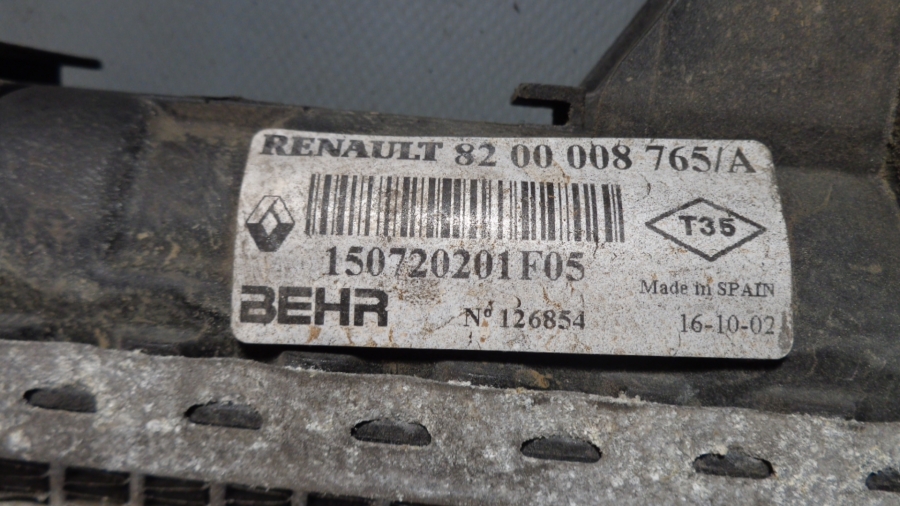 RENAULT 82 00 008 765/A
T35
150720201F05
Made in SPAIN
BEHR
Nº 126854
16-10-02